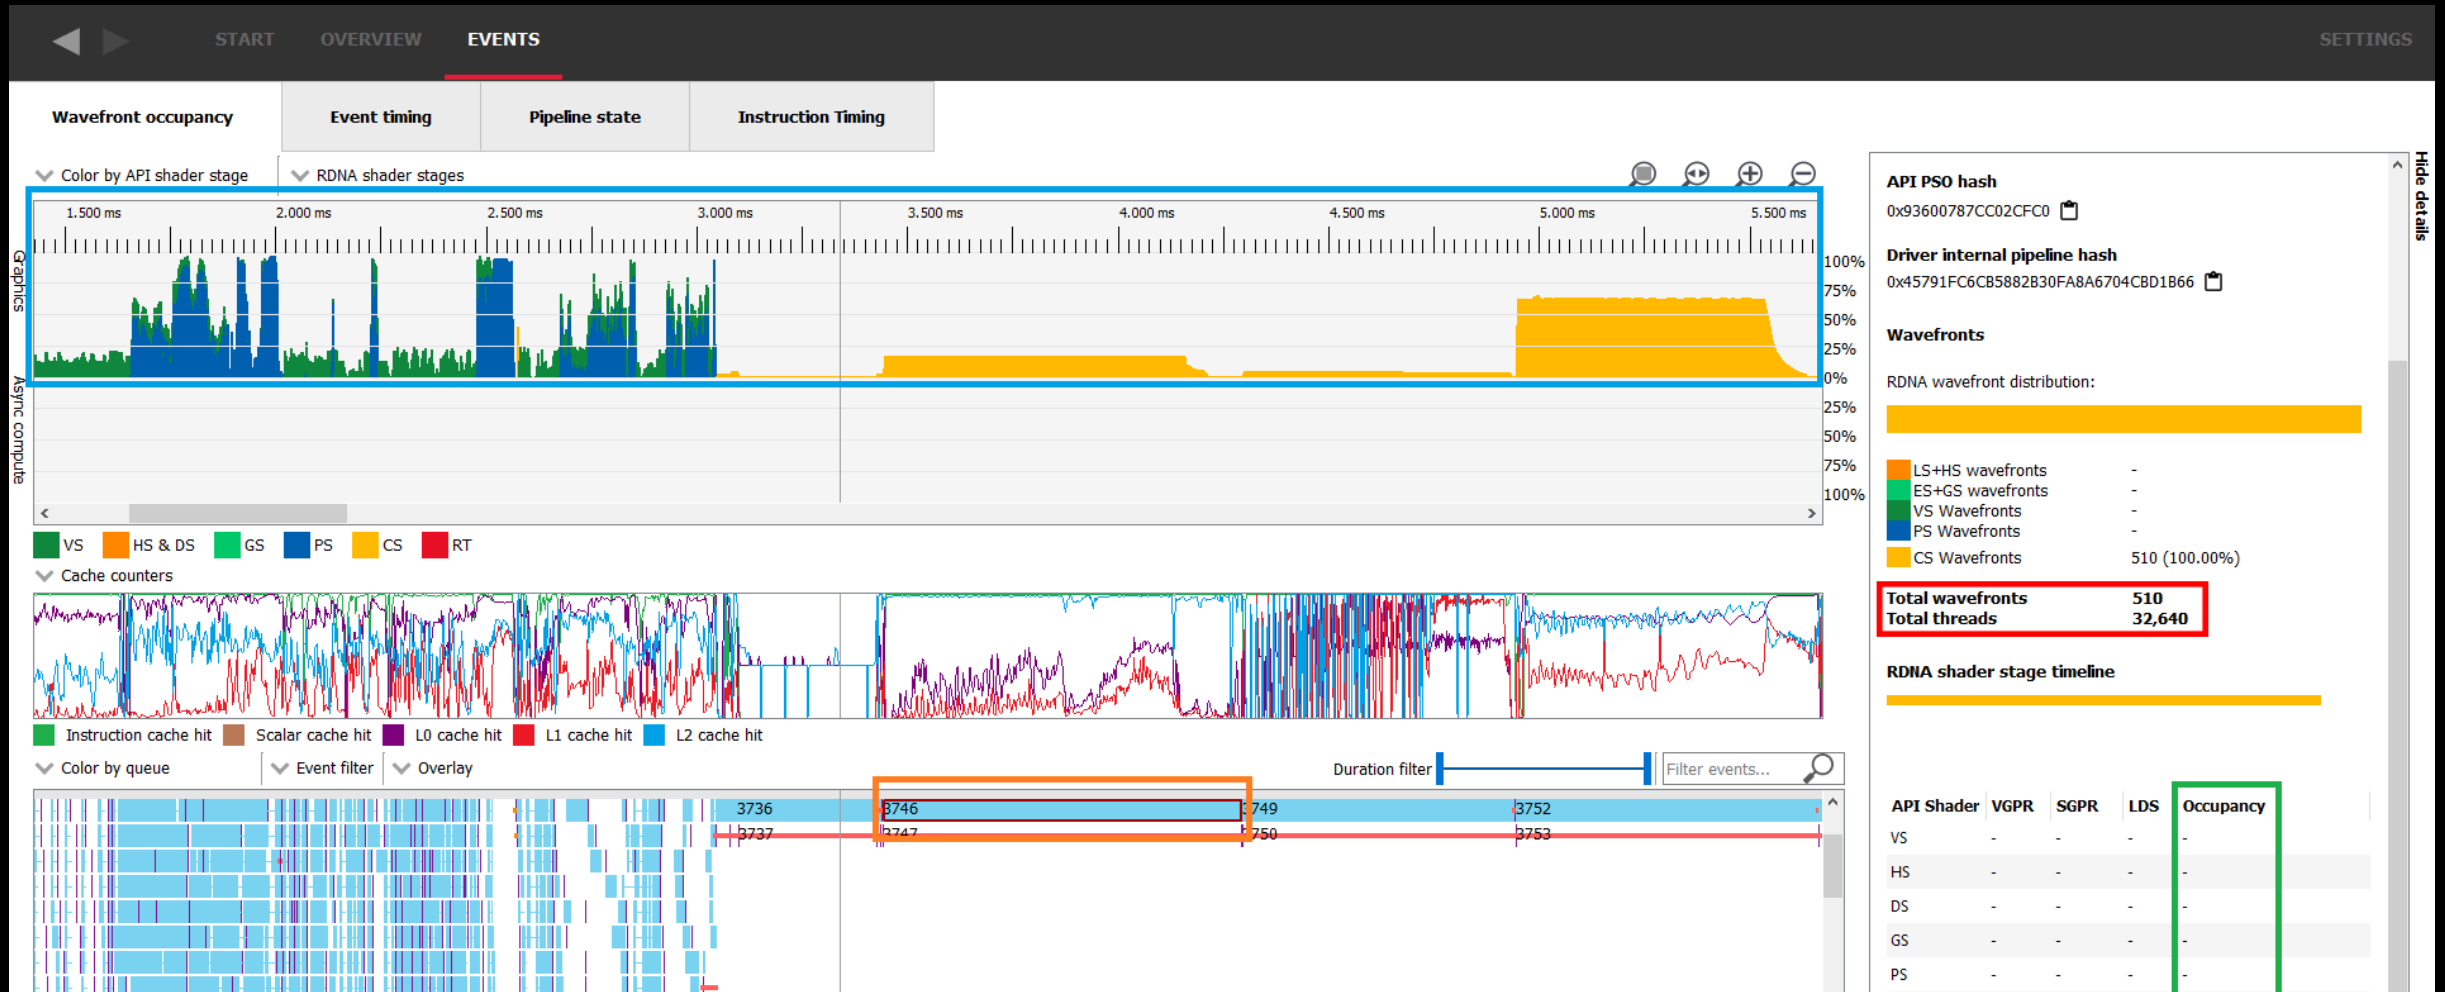 START OVERVIEW EVENTS SETTINGS
Wavefront occupancy Event timing Pipeline state Instruction Timing
Hide details
Color by API shader stage RDNA shader stages
1.500 ms 2.000 ms 2.500 ms 3.000 ms 3.500 ms 4.000 ms 4.500 ms 5.000 ms 5.500 ms
Graphics
100%
75%
50%
25%
0%
Async compute
25%
50%
75%
100%
VS HS & DS GS PS CS RT
Cache counters
Instruction cache hit Scalar cache hit L0 cache hit L1 cache hit L2 cache hit
Color by queue Event filter Overlay Duration filter Filter events...
3736 3746 3749 3752
3737 3747 3750 3753
API PSO hash
0x93600787CC02CFC0
Driver internal pipeline hash
0x45791FC6CB5882B30FA8A6704CBD1B66
Wavefronts
RDNA wavefront distribution:
LS+HS wavefronts -
ES+GS wavefronts -
VS Wavefronts -
PS Wavefronts -
CS Wavefronts 510 (100.00%)
Total wavefronts 510
Total threads 32,640
RDNA shader stage timeline
API Shader VGPR SGPR LDS Occupancy
VS - - - -
HS - - - -
DS - - - -
GS - - - -
PS - - - -